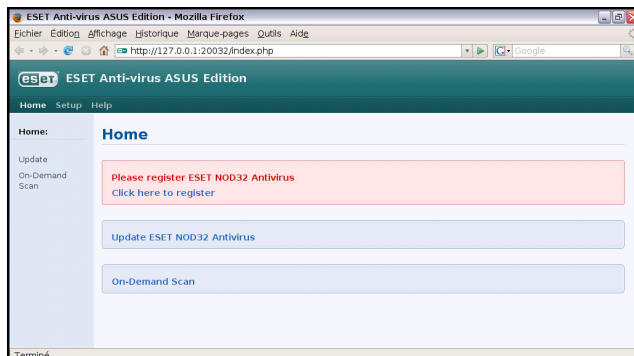 ESET Anti-virus ASUS Edition - Mozilla Firefox
Fichier Édition Affichage Historique Marque-pages Outils Aide
http://127.0.0.1:20032/index.php
G Google
eset ESET Anti-virus ASUS Edition
Home Setup Help
Home:
Update
On-Demand
Scan
Home
Please register ESET NOD32 Antivirus
Click here to register
Update ESET NOD32 Antivirus
On-Demand Scan
Terminé